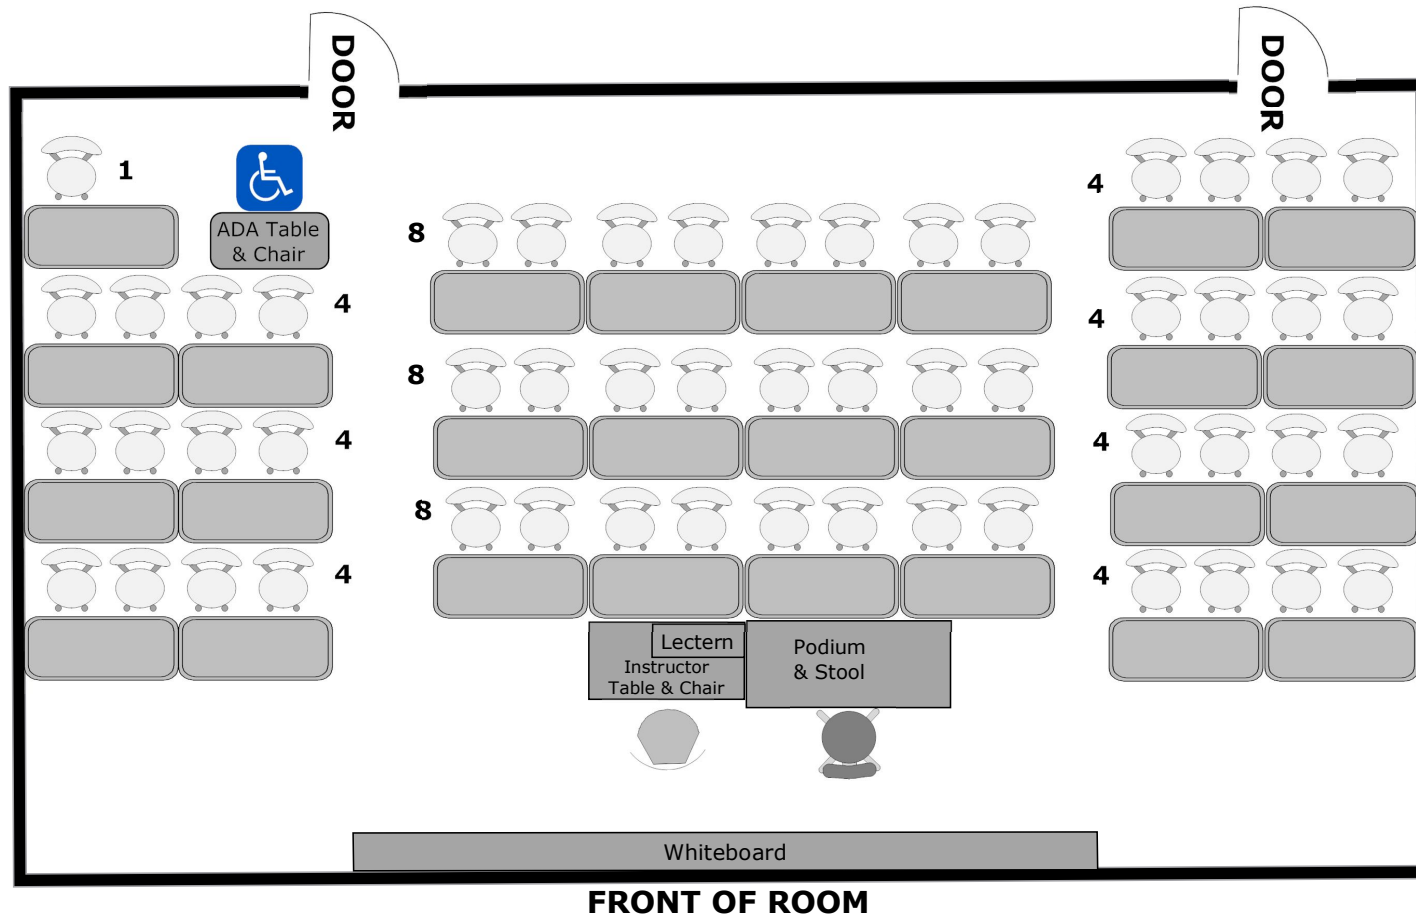 DOOR
DOOR
1
4
ADA Table
& Chair
8
4
4
8
4
4
8
4
4
Lectern
Instructor
Table & Chair
Podium
& Stool
Whiteboard
FRONT OF ROOM